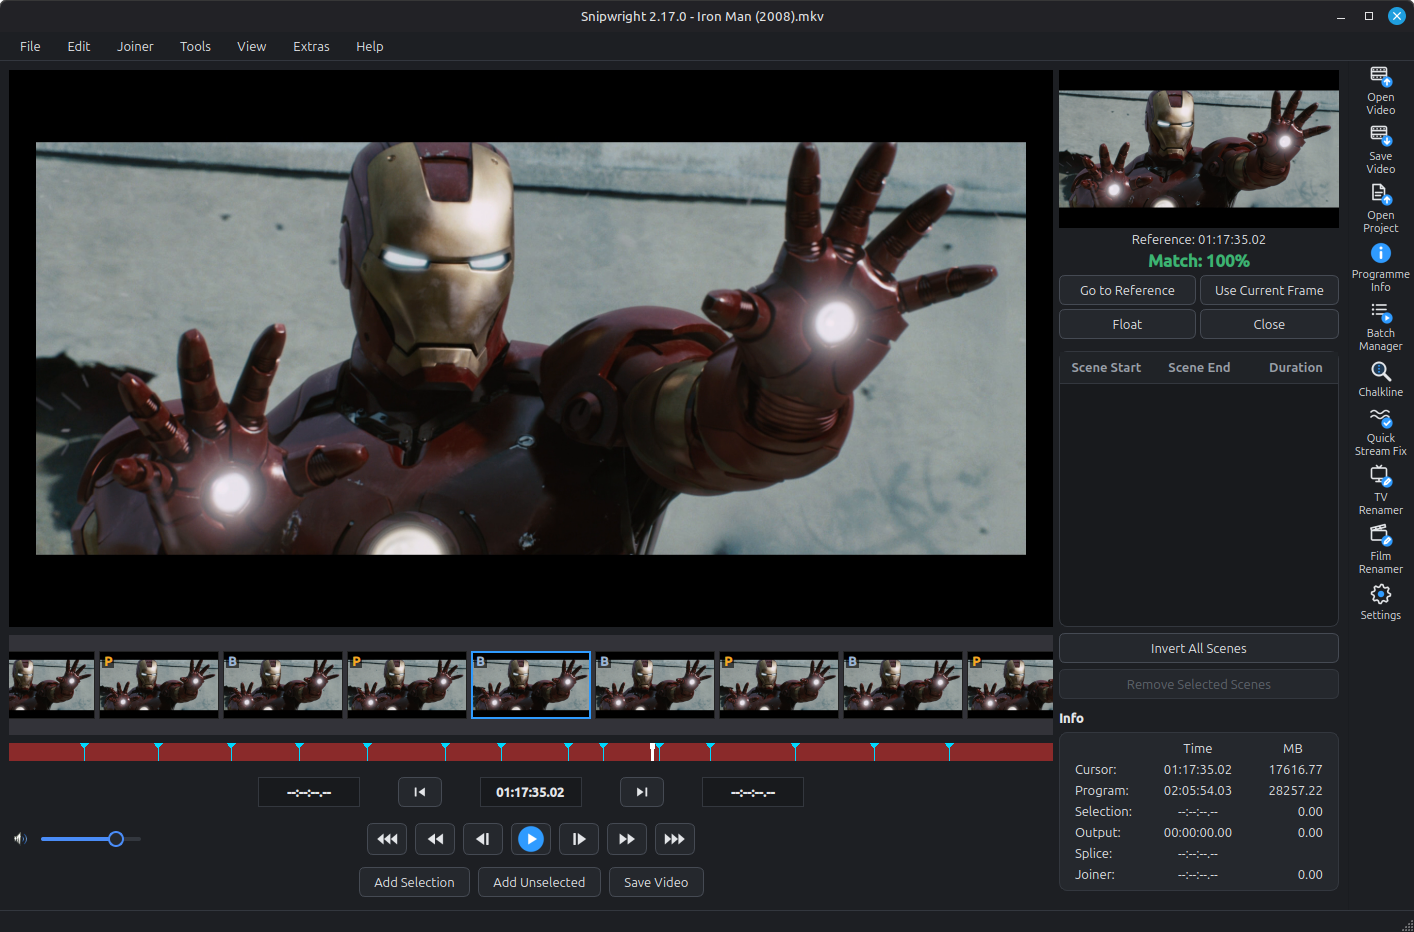 Snipwright 2.17.0 - Iron Man (2008).mkv
File Edit Joiner Tools View Extras Help
Open Video
Save Video
Open Project
Programme Info
Batch Manager
Chalkline
Quick Stream Fix
TV Renamer
Film Renamer
Settings
Reference: 01:17:35.02
Match: 100%
Go to Reference Use Current Frame
Float Close
Scene Start Scene End Duration
Invert All Scenes
Remove Selected Scenes
Info
Time MB
Cursor: 01:17:35.02 17616.77
Program: 02:05:54.03 28257.22
Selection: --:--:--.-- 0.00
Output: 00:00:00.00 0.00
Splice: --:--:--.--
Joiner: --:--:--.-- 0.00
P B P B B P B P
--:--:--.-- 01:17:35.02 --:--:--.--
Add Selection Add Unselected Save Video